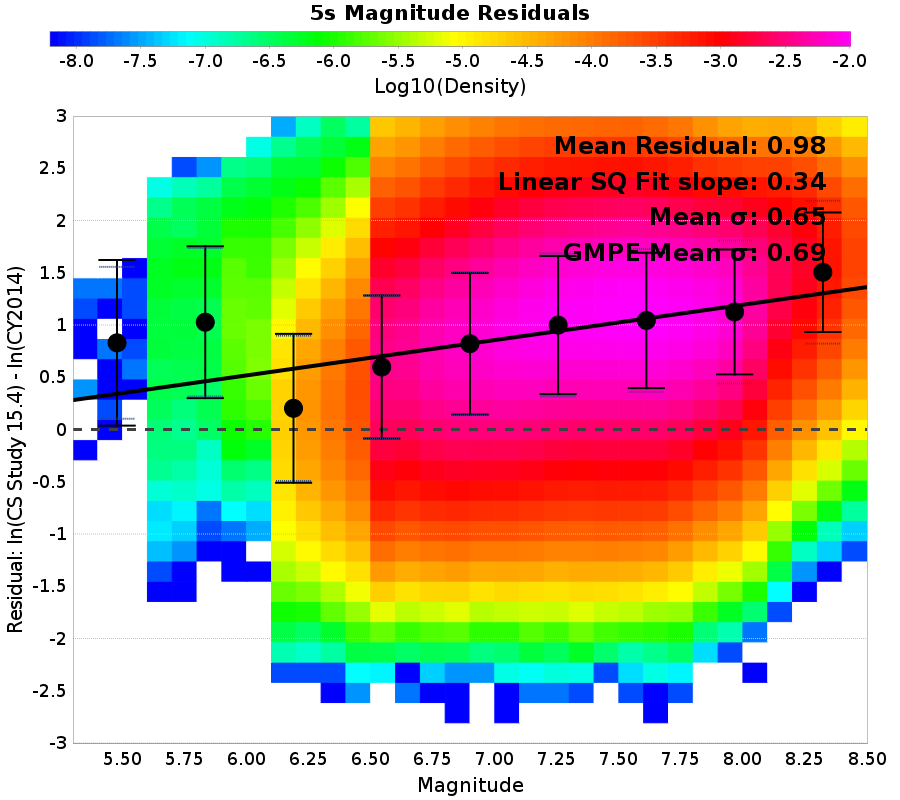 5s Magnitude Residuals
-8.0 -7.5 -7.0 -6.5 -6.0 -5.5 -5.0 -4.5 -4.0 -3.5 -3.0 -2.5 -2.0
Log10(Density)
Mean Residual: 0.98
Linear SQ Fit slope: 0.34
Mean σ: 0.65
GMPE Mean σ: 0.69
3
2.5
2
1.5
1
0.5
0
-0.5
-1
-1.5
-2
-2.5
-3
Residual: ln(CS Study 15.4) - ln(CY2014)
5.50 5.75 6.00 6.25 6.50 6.75 7.00 7.25 7.50 7.75 8.00 8.25 8.50
Magnitude